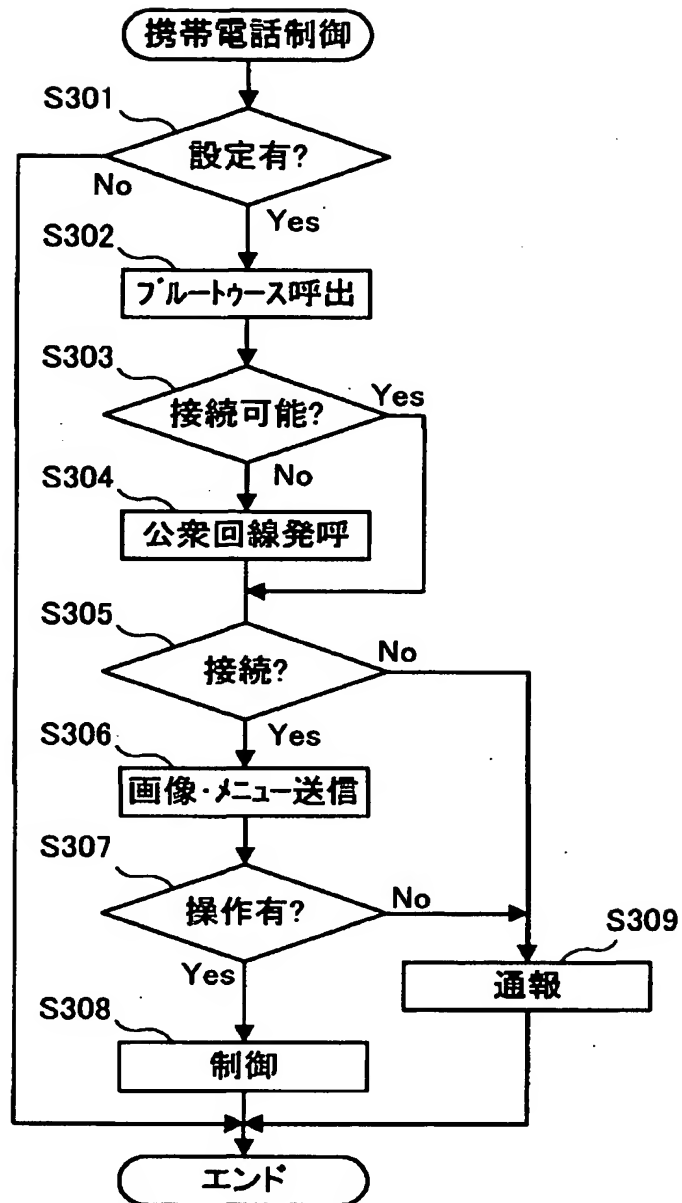 携帯電話制御
S301
設定有?
No
Yes
S302
ブルートゥース呼出
S303
接続可能?
Yes
No
S304
公衆回線発呼
S305
接続?
No
Yes
S306
画像・メニュー送信
S307
操作有?
No
Yes
S309
通報
S308
制御
エンド